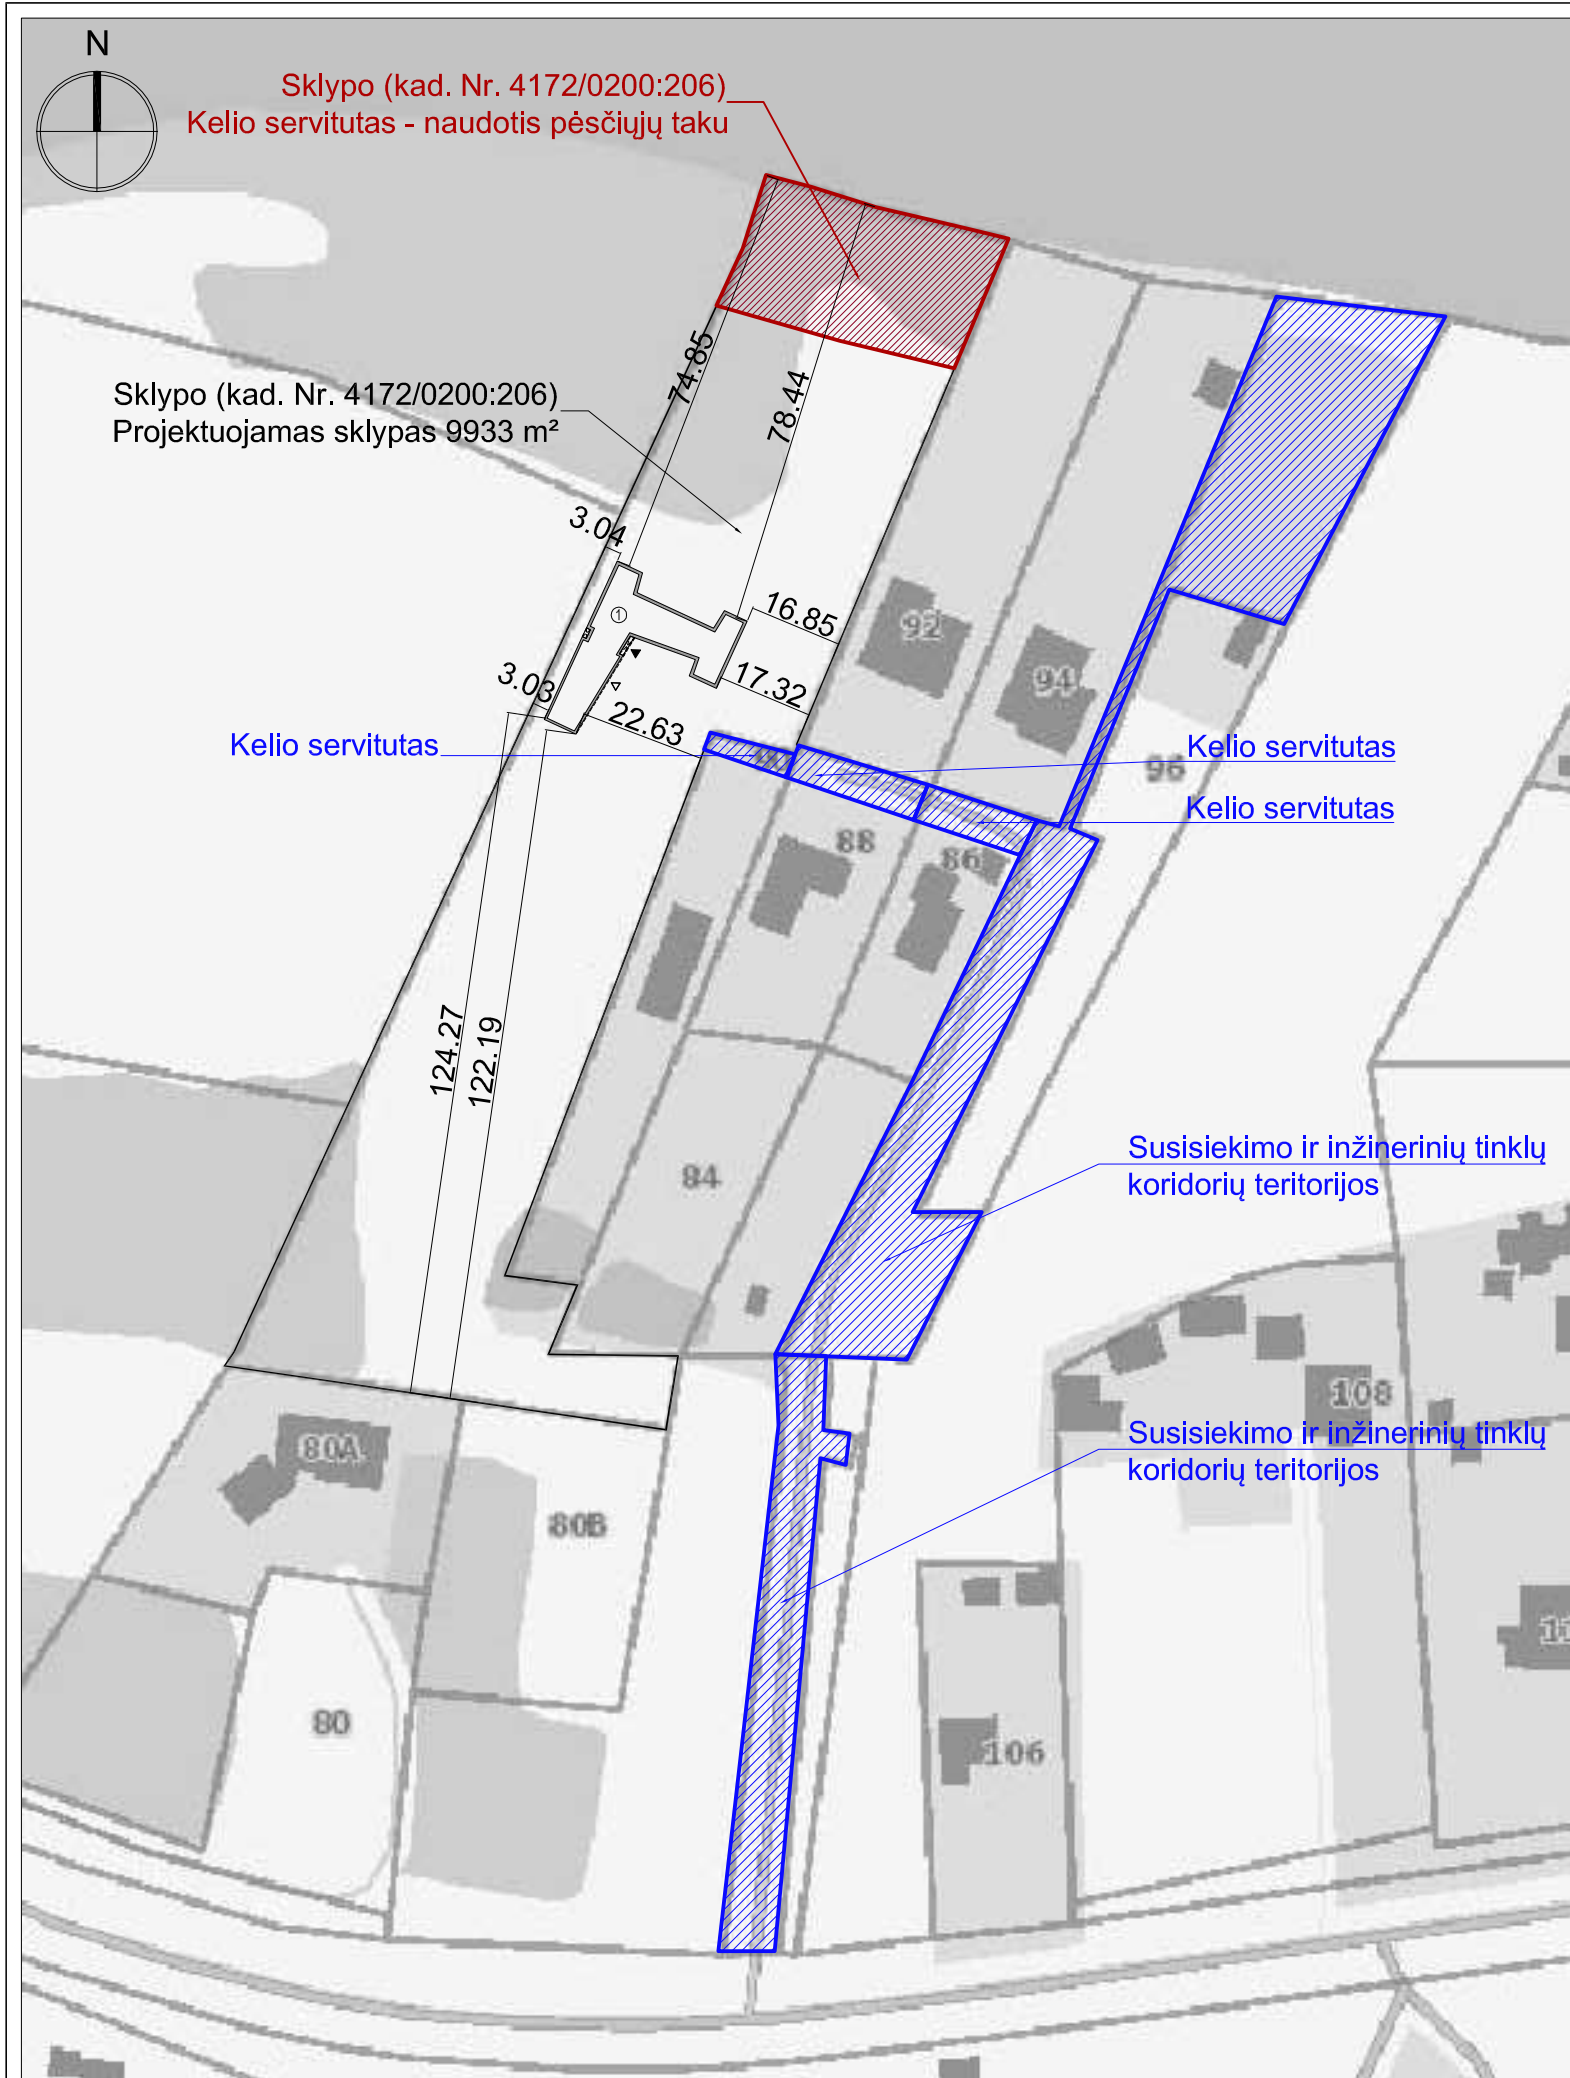 N
Sklypo (kad. Nr. 4172/0200:206)
Kelio servitutas - naudotis pėsčiųjų taku
74.85
78.44
Sklypo (kad. Nr. 4172/0200:206)
Projektuojamas sklypas 9933 m²
3.04
1
16.85
92
94
3.03
17.32
22.63
Kelio servitutas
Kelio servitutas
96
Kelio servitutas
88
86
124.27
122.19
84
Susisiekimo ir inžinerinių tinklų
koridorių teritorijos
108
80A
Susisiekimo ir inžinerinių tinklų
koridorių teritorijos
80B
80
106